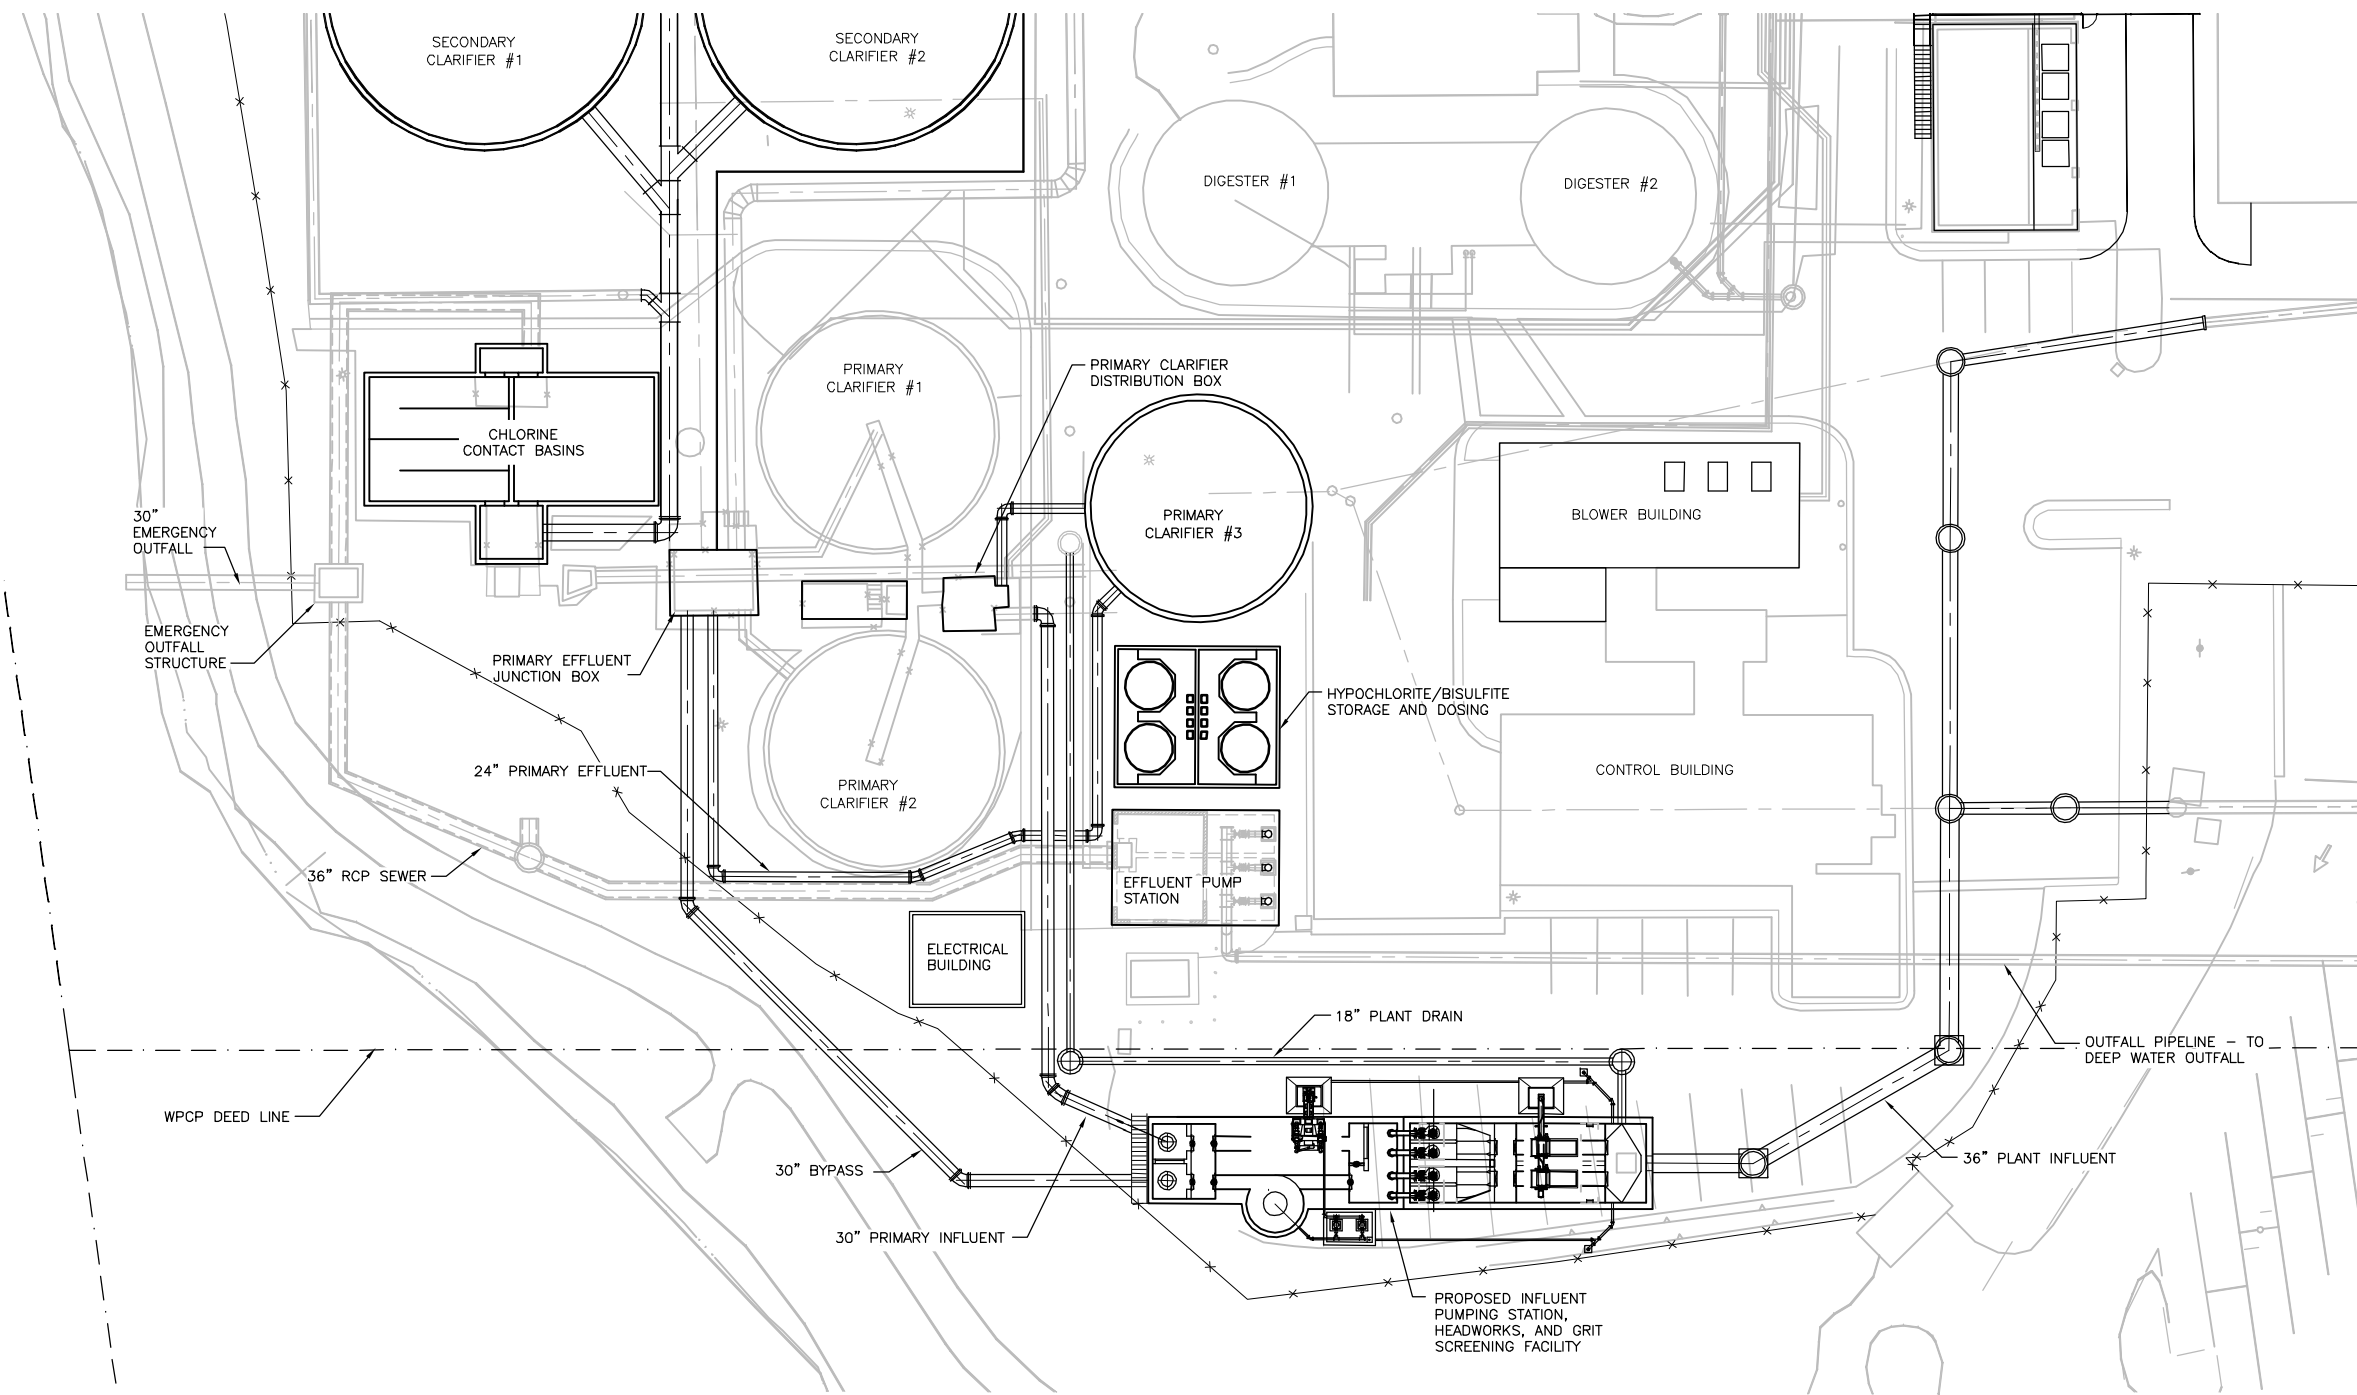 SECONDARY
CLARIFIER #1
SECONDARY
CLARIFIER #2
DIGESTER #1
DIGESTER #2
PRIMARY
CLARIFIER #1
PRIMARY CLARIFIER
DISTRIBUTION BOX
CHLORINE
CONTACT BASINS
PRIMARY
CLARIFIER #3
BLOWER BUILDING
30"
EMERGENCY
OUTFALL
EMERGENCY
OUTFALL
STRUCTURE
PRIMARY EFFLUENT
JUNCTION BOX
HYPOCHLORITE/BISULFITE
STORAGE AND DOSING
24" PRIMARY EFFLUENT
PRIMARY
CLARIFIER #2
CONTROL BUILDING
36" RCP SEWER
EFFLUENT PUMP
STATION
ELECTRICAL
BUILDING
18" PLANT DRAIN
OUTFALL PIPELINE – TO
DEEP WATER OUTFALL
WPCP DEED LINE
30" BYPASS
36" PLANT INFLUENT
30" PRIMARY INFLUENT
PROPOSED INFLUENT
PUMPING STATION,
HEADWORKS, AND GRIT
SCREENING FACILITY